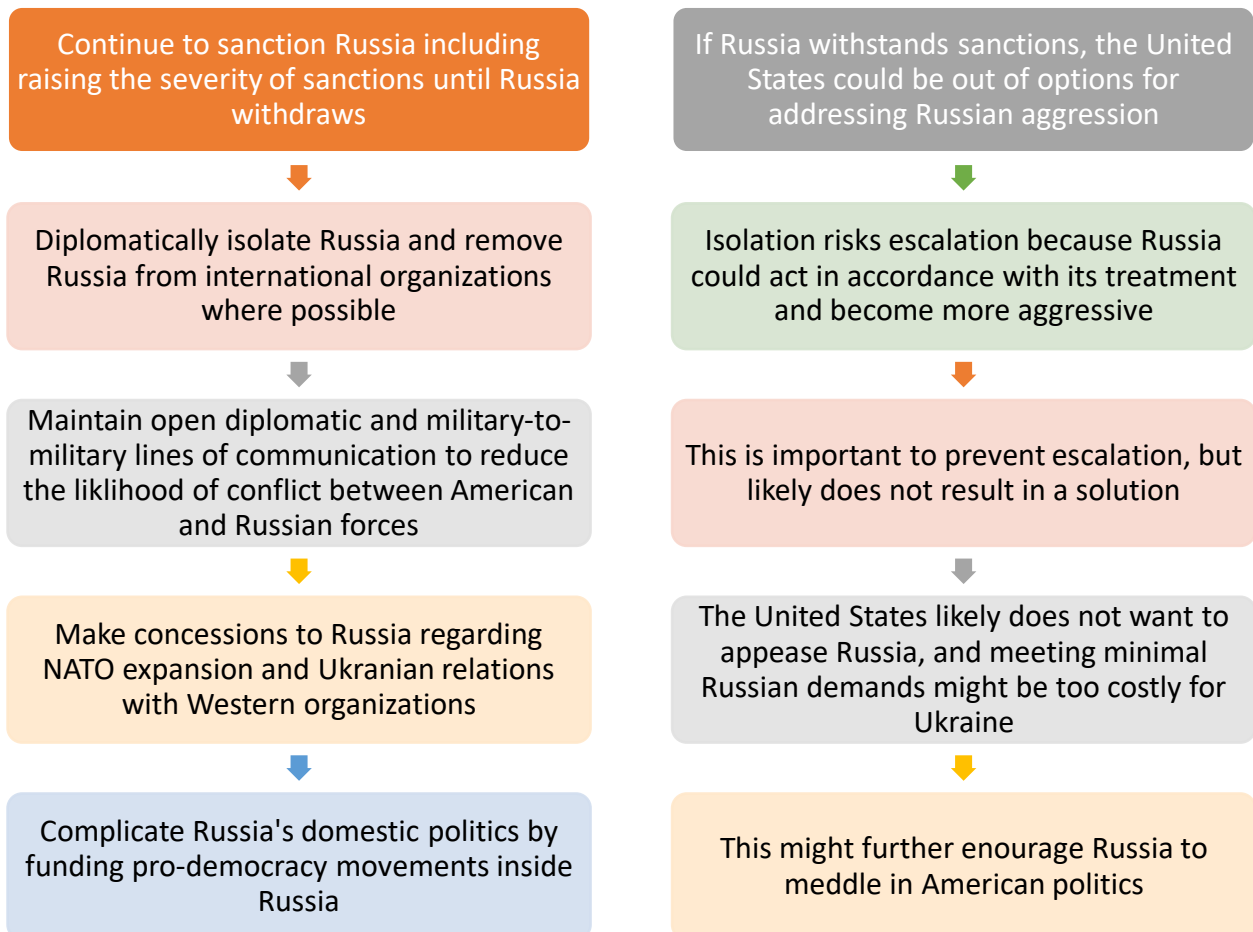 Continue to sanction Russia including
raising the severity of sanctions until Russia
withdraws
Diplomatically isolate Russia and remove
Russia from international organizations
where possible
Maintain open diplomatic and military-to-
military lines of communication to reduce
the liklihood of conflict between American
and Russian forces
Make concessions to Russia regarding
NATO expansion and Ukranian relations
with Western organizations
Complicate Russia's domestic politics by
funding pro-democracy movements inside
Russia
If Russia withstands sanctions, the United
States could be out of options for
addressing Russian aggression
Isolation risks escalation because Russia
could act in accordance with its treatment
and become more aggressive
This is important to prevent escalation, but
likely does not result in a solution
The United States likely does not want to
appease Russia, and meeting minimal
Russian demands might be too costly for
Ukraine
This might further enourage Russia to
meddle in American politics